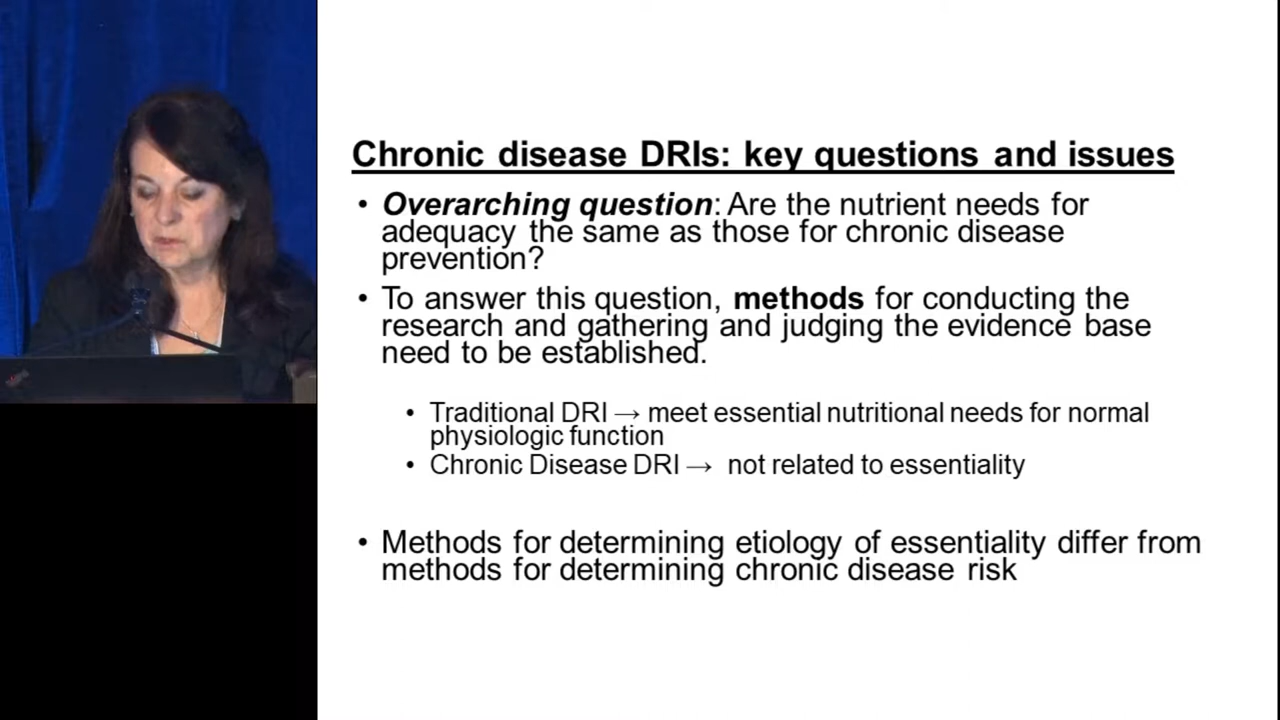 Chronic disease DRIs: key questions and issues
• Overarching question: Are the nutrient needs for
adequacy the same as those for chronic disease
prevention?
• To answer this question, methods for conducting the
research and gathering and judging the evidence base
need to be established.
• Traditional DRI → meet essential nutritional needs for normal
physiologic function
• Chronic Disease DRI → not related to essentiality
• Methods for determining etiology of essentiality differ from
methods for determining chronic disease risk